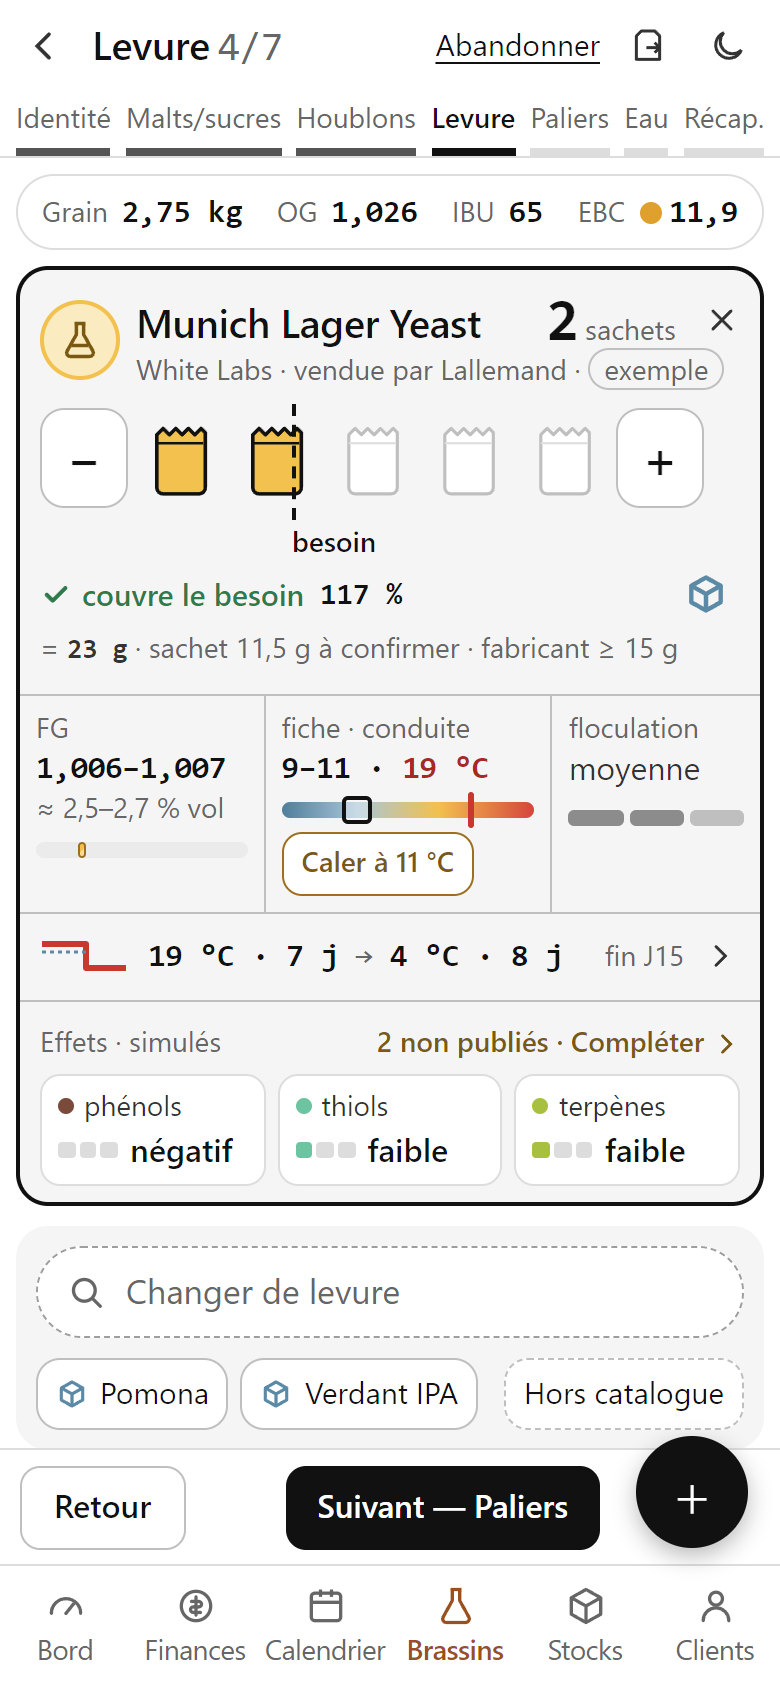 Levure 4/7 Abandonner
Identité Malts/sucres Houblons Levure Paliers Eau Récap.
Grain 2,75 kg OG 1,026 IBU 65 EBC 11,9
Munich Lager Yeast 2 sachets
White Labs · vendue par Lallemand · exemple
− +
besoin
couvre le besoin 117 %
= 23 g · sachet 11,5 g à confirmer · fabricant ≥ 15 g
FG fiche · conduite floculation
1,006–1,007 9–11 · 19 °C moyenne
≈ 2,5–2,7 % vol
Caler à 11 °C
19 °C · 7 j → 4 °C · 8 j fin J15
Effets · simulés 2 non publiés · Compléter
phénols thiols terpènes
négatif faible faible
Changer de levure
Pomona Verdant IPA Hors catalogue
Retour Suivant — Paliers +
Bord Finances Calendrier Brassins Stocks Clients